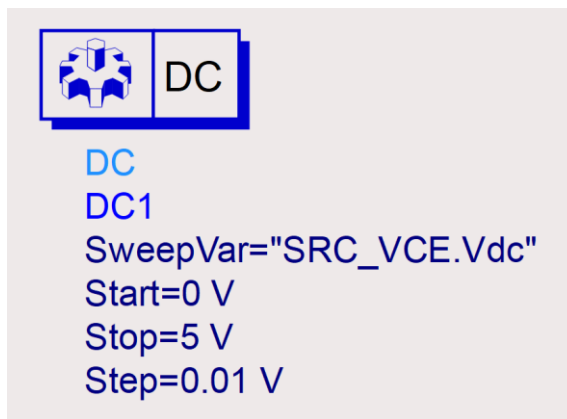 DC
DC
DC1
SweepVar="SRC_VCE.Vdc"
Start=0 V
Stop=5 V
Step=0.01 V